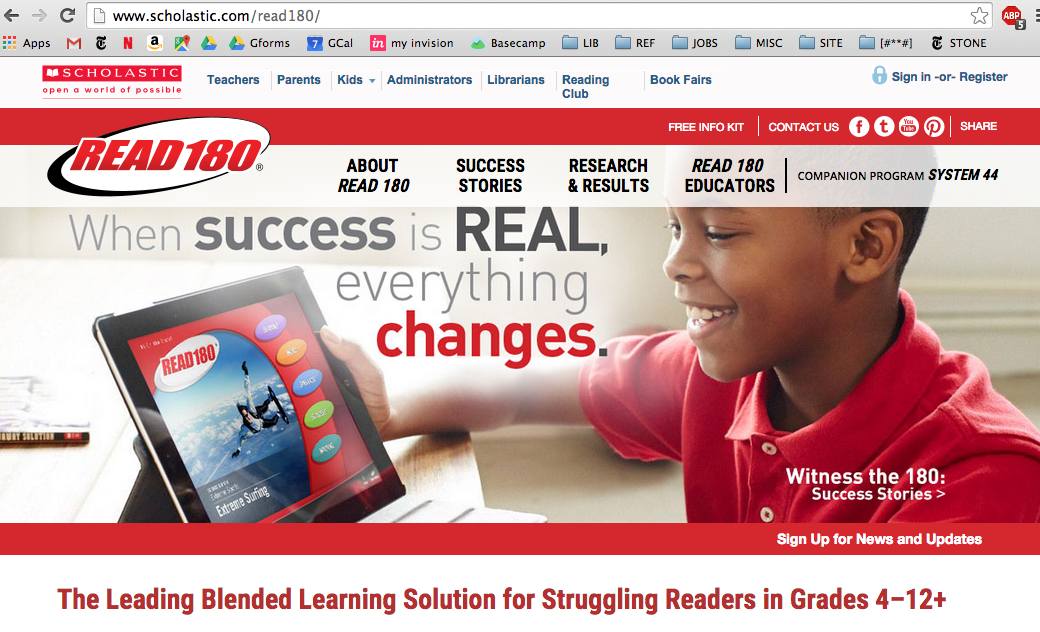 www.scholastic.com/read180/
ABP
5
Apps
Gforms
7 GCal
in my invision
Basecamp
LIB
REF
JOBS
MISC
SITE
[#**#]
STONE
SCHOLASTIC
open a world of possible
Teachers
Parents
Kids
Administrators
Librarians
Reading
Club
Book Fairs
Sign in -or- Register
FREE INFO KIT
CONTACT US
You
Tube
SHARE
READ 180®
ABOUT
READ 180
SUCCESS
STORIES
RESEARCH
& RESULTS
READ 180
EDUCATORS
COMPANION PROGRAM SYSTEM 44
When success is REAL,
everything
changes.
READ180
Extreme Surfing
Witness the 180:
Success Stories >
Sign Up for News and Updates
The Leading Blended Learning Solution for Struggling Readers in Grades 4–12+